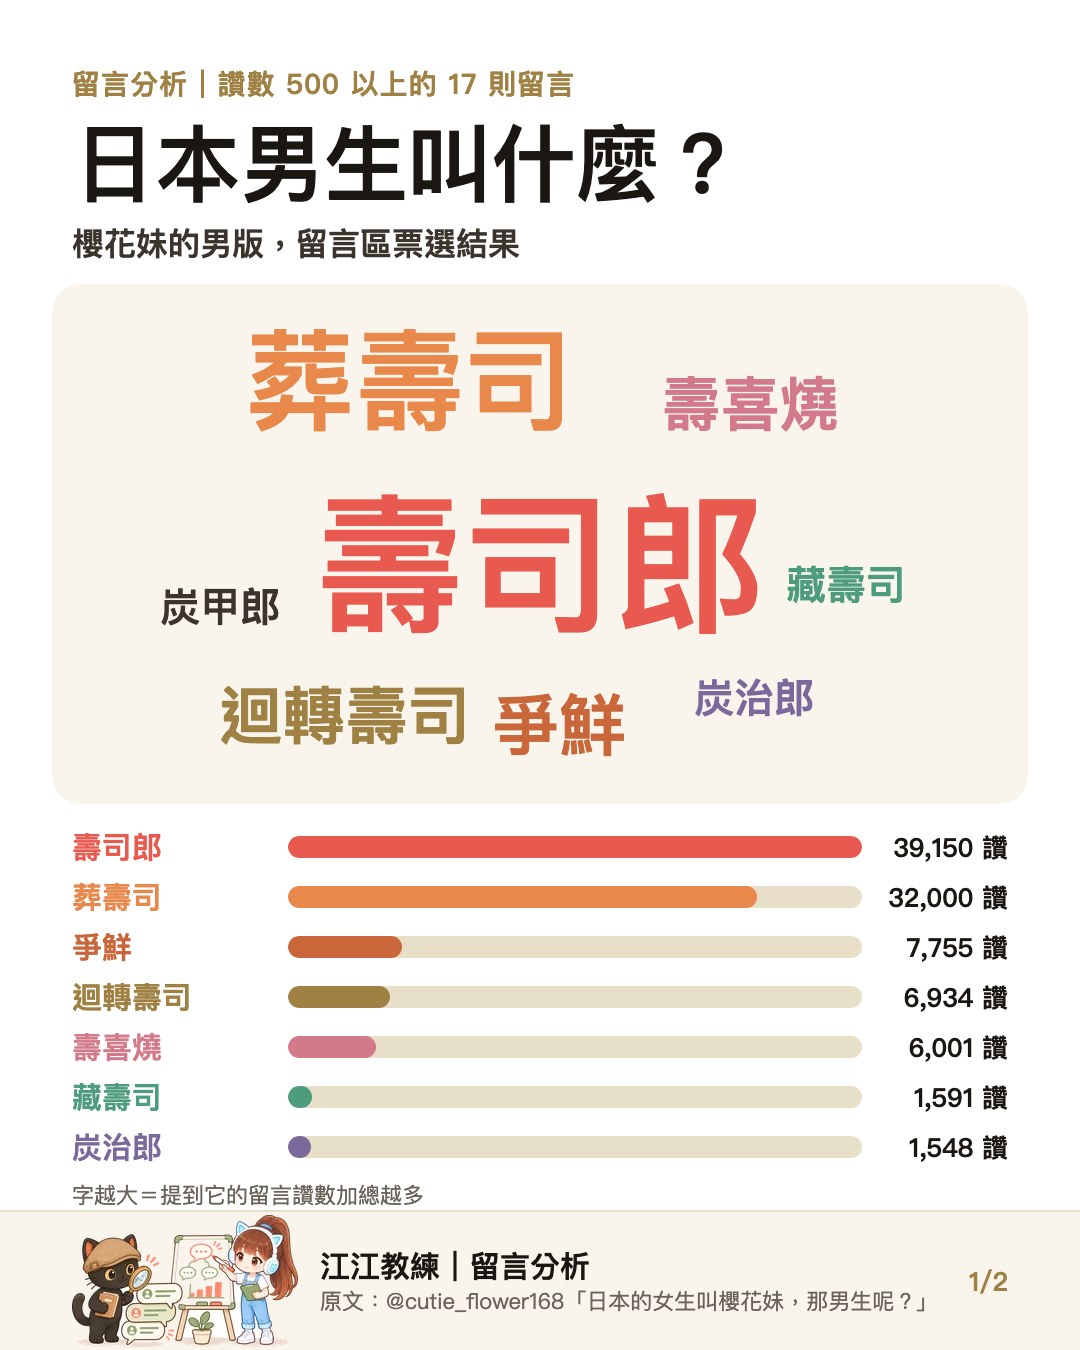 留言分析｜讚數 500 以上的 17 則留言
日本男生叫什麼？
櫻花妹的男版，留言區票選結果
葬壽司
壽喜燒
壽司郎
藏壽司
炭甲郎
迴轉壽司
爭鮮
炭治郎
壽司郎 39,150 讚
葬壽司 32,000 讚
爭鮮 7,755 讚
迴轉壽司 6,934 讚
壽喜燒 6,001 讚
藏壽司 1,591 讚
炭治郎 1,548 讚
字越大＝提到它的留言讚數加總越多
江江教練｜留言分析
原文：@cutie_flower168「日本的女生叫櫻花妹，那男生呢？」
1/2